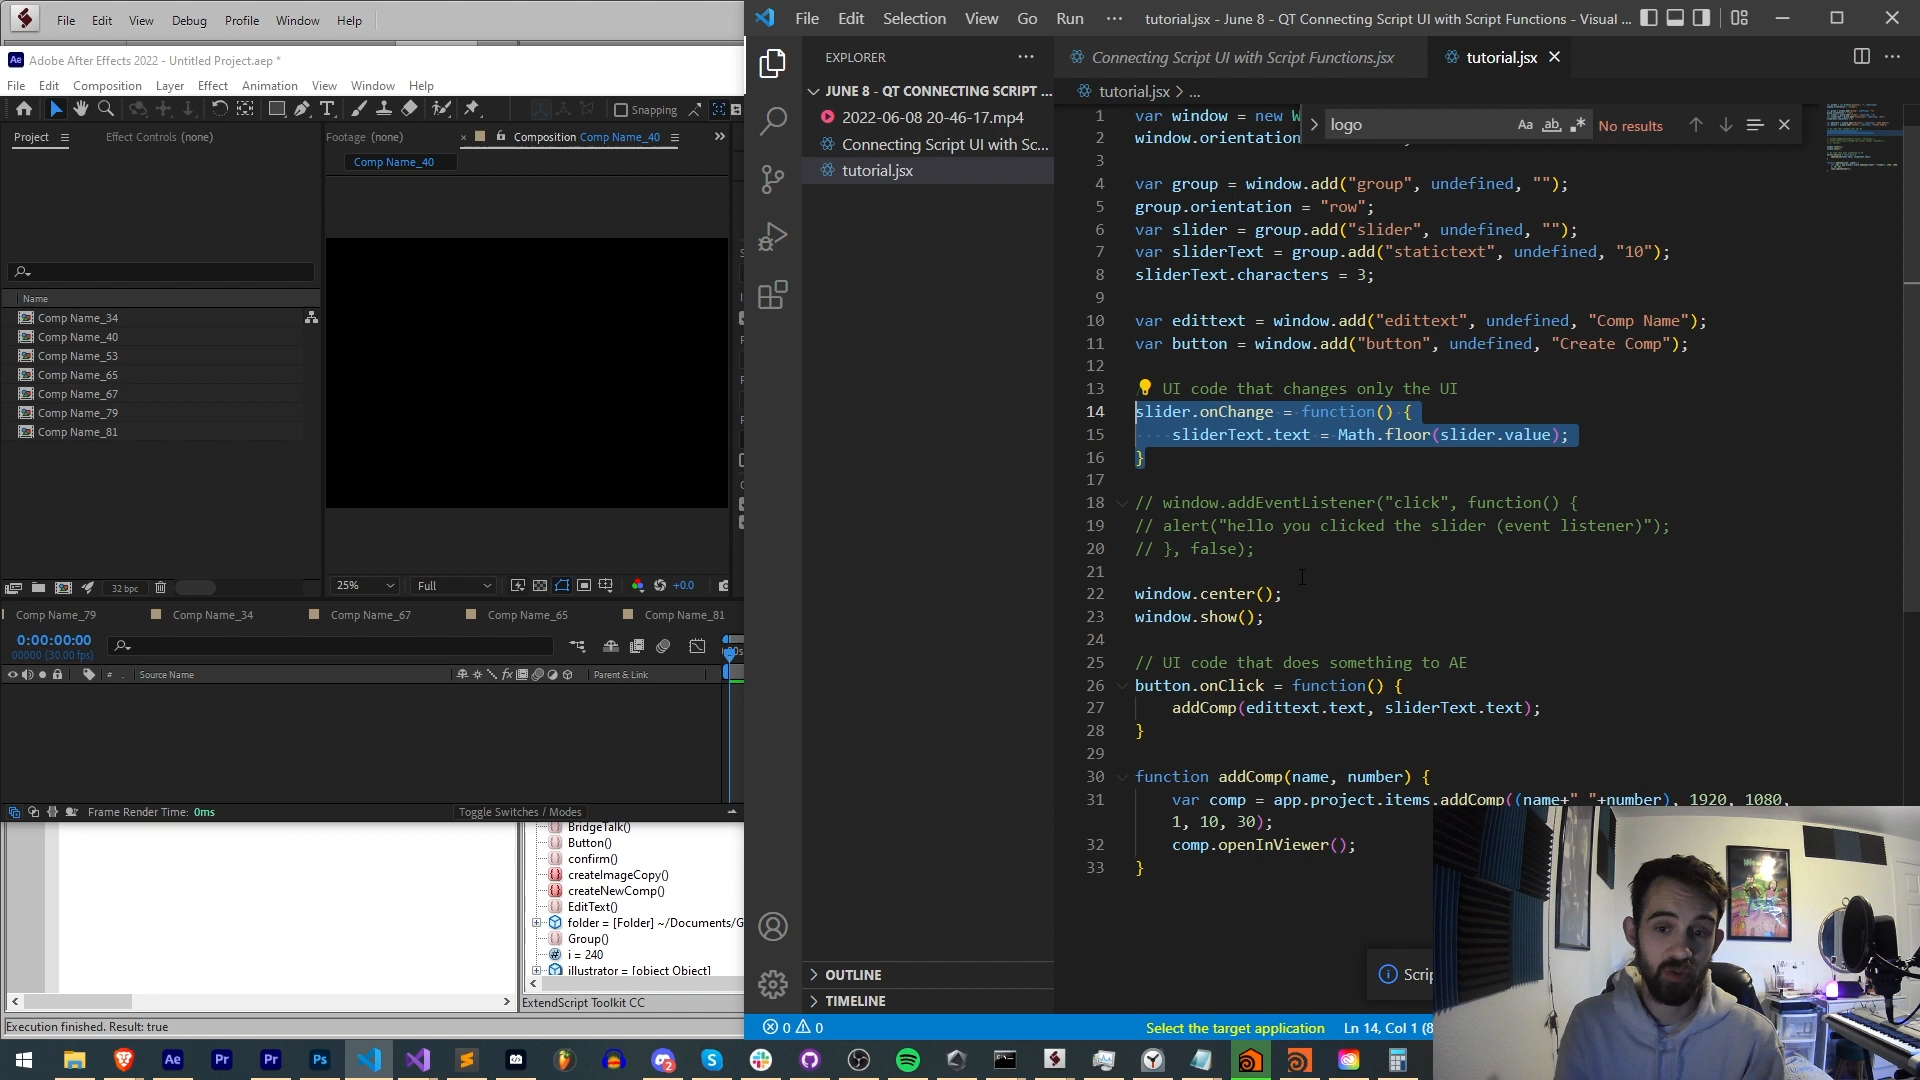 File Edit View Debug Profile Window Help
Ae Adobe After Effects 2022 - Untitled Project.aep *
File Edit Composition Layer Effect Animation View Window Help
Snapping
Project Effect Controls (none)
Footage (none) Composition Comp Name_40
Comp Name_40
Name
Comp Name_34
Comp Name_40
Comp Name_53
Comp Name_65
Comp Name_67
Comp Name_79
Comp Name_81
32 bpc
25% Full +0.0
Comp Name_79 Comp Name_34 Comp Name_67 Comp Name_65 Comp Name_81
0:00:00:00
00000 (30.00 fps)
# . Source Name Parent & Link
Frame Render Time: 0ms
Toggle Switches / Modes
BridgeTalk()
Button()
confirm()
createImageCopy()
createNewComp()
EditText()
folder = [Folder] ~/Documents/G
Group()
i = 240
illustrator = [object Object]
ExtendScript Toolkit CC
Execution finished. Result: true
File Edit Selection View Go Run ··· tutorial.jsx - June 8 - QT Connecting Script UI with Script Functions - Visual ...
EXPLORER
JUNE 8 - QT CONNECTING SCRIPT ...
2022-06-08 20-46-17.mp4
Connecting Script UI with Sc...
tutorial.jsx
OUTLINE
TIMELINE
Connecting Script UI with Script Functions.jsx tutorial.jsx
tutorial.jsx > ...
logo Aa ab No results
1 var window = new W
2 window.orientation
3
4 var group = window.add("group", undefined, "");
5 group.orientation = "row";
6 var slider = group.add("slider", undefined, "");
7 var sliderText = group.add("statictext", undefined, "10");
8 sliderText.characters = 3;
9
10 var edittext = window.add("edittext", undefined, "Comp Name");
11 var button = window.add("button", undefined, "Create Comp");
12
13 UI code that changes only the UI
14 slider.onChange = function() {
15 sliderText.text = Math.floor(slider.value);
16 }
17
18 // window.addEventListener("click", function() {
19 // alert("hello you clicked the slider (event listener)");
20 // }, false);
21
22 window.center();
23 window.show();
24
25 // UI code that does something to AE
26 button.onClick = function() {
27 addComp(edittext.text, sliderText.text);
28 }
29
30 function addComp(name, number) {
31 var comp = app.project.items.addComp((name+" "+number), 1920, 1080,
1, 10, 30);
32 comp.openInViewer();
33 }
Scrip
0 0
Select the target application Ln 14, Col 1 (8
Ae Pr Pr Ps